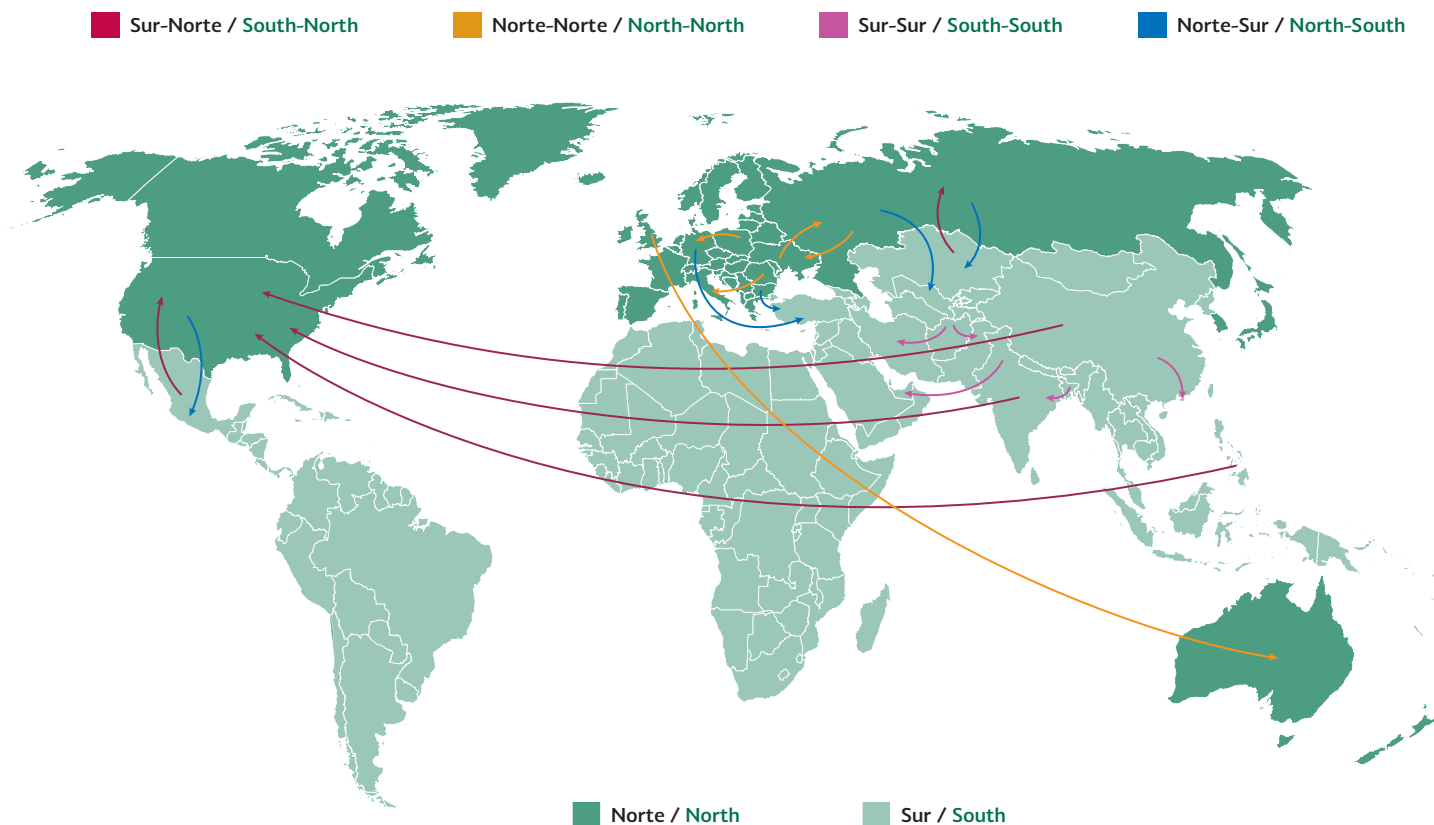 Sur-Norte / South-North
Norte-Norte / North-North
Sur-Sur / South-South
Norte-Sur / North-South
Norte / North
Sur / South